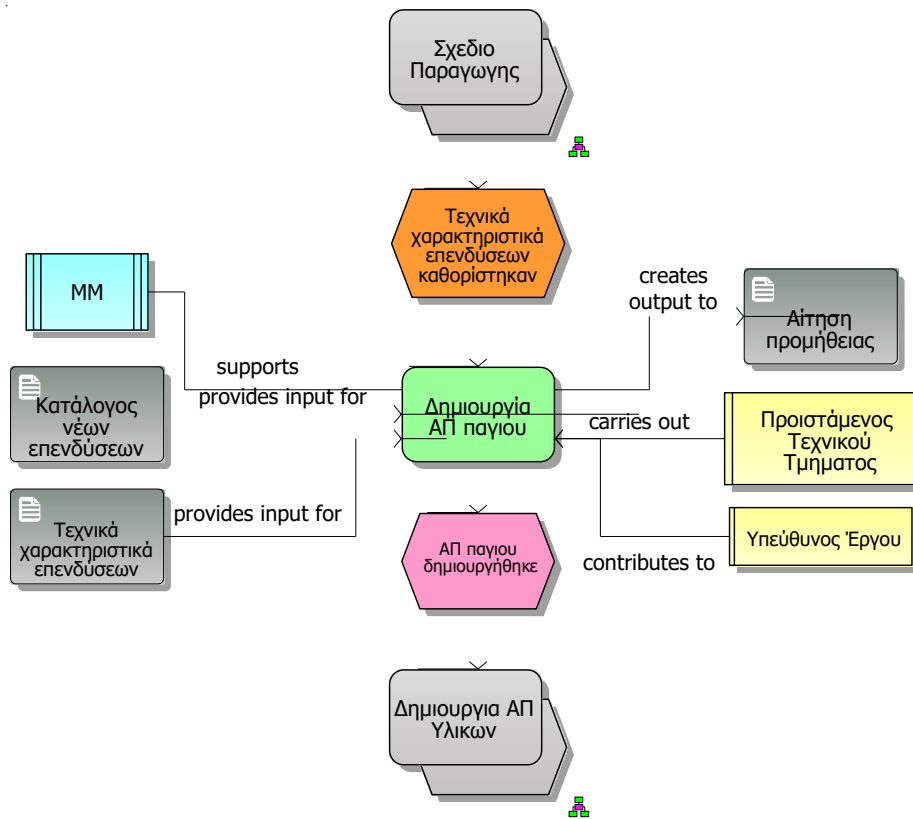 Σχεδιο
Παραγωγης
Τεχνικά
χαρακτηριστικά
επενδύσεων
καθορίστηκαν
MM
creates
output to
Αίτηση
προμήθειας
supports
provides input for
Κατάλογος
νέων
επενδύσεων
Δημιουργία
ΑΠ παγιου
carries out
Προιστάμενος
Τεχνικού
Τμηματος
Τεχνικά
χαρακτηριστικά
επενδύσεων
provides input for
ΑΠ παγιου
δημιουργήθηκε
contributes to
Υπεύθυνος Έργου
Δημιουργια ΑΠ
Υλικων